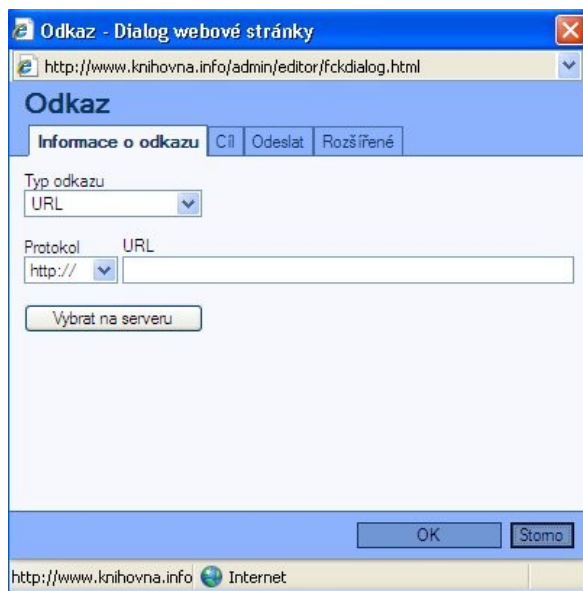 Odkaz - Dialog webové stránky
http://www.knihovna.info/admin/editor/fckdialog.html
Odkaz
Informace o odkazu Cíl Odeslat Rozšířené
Typ odkazu
URL
Protokol URL
http://
Vybrat na serveru
OK Storno
http://www.knihovna.info Internet